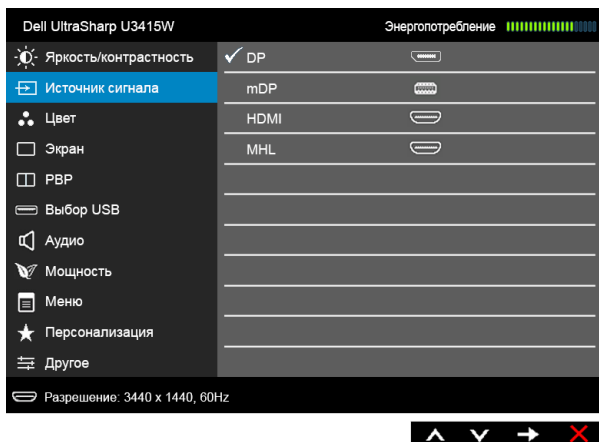 Dell UltraSharp U3415W
Энергопотребление
Яркость/контрастность
DP
Источник сигнала
mDP
Цвет
HDMI
Экран
MHL
PBP
Выбор USB
Аудио
Мощность
Меню
Персонализация
Другое
Разрешение: 3440 x 1440, 60Hz